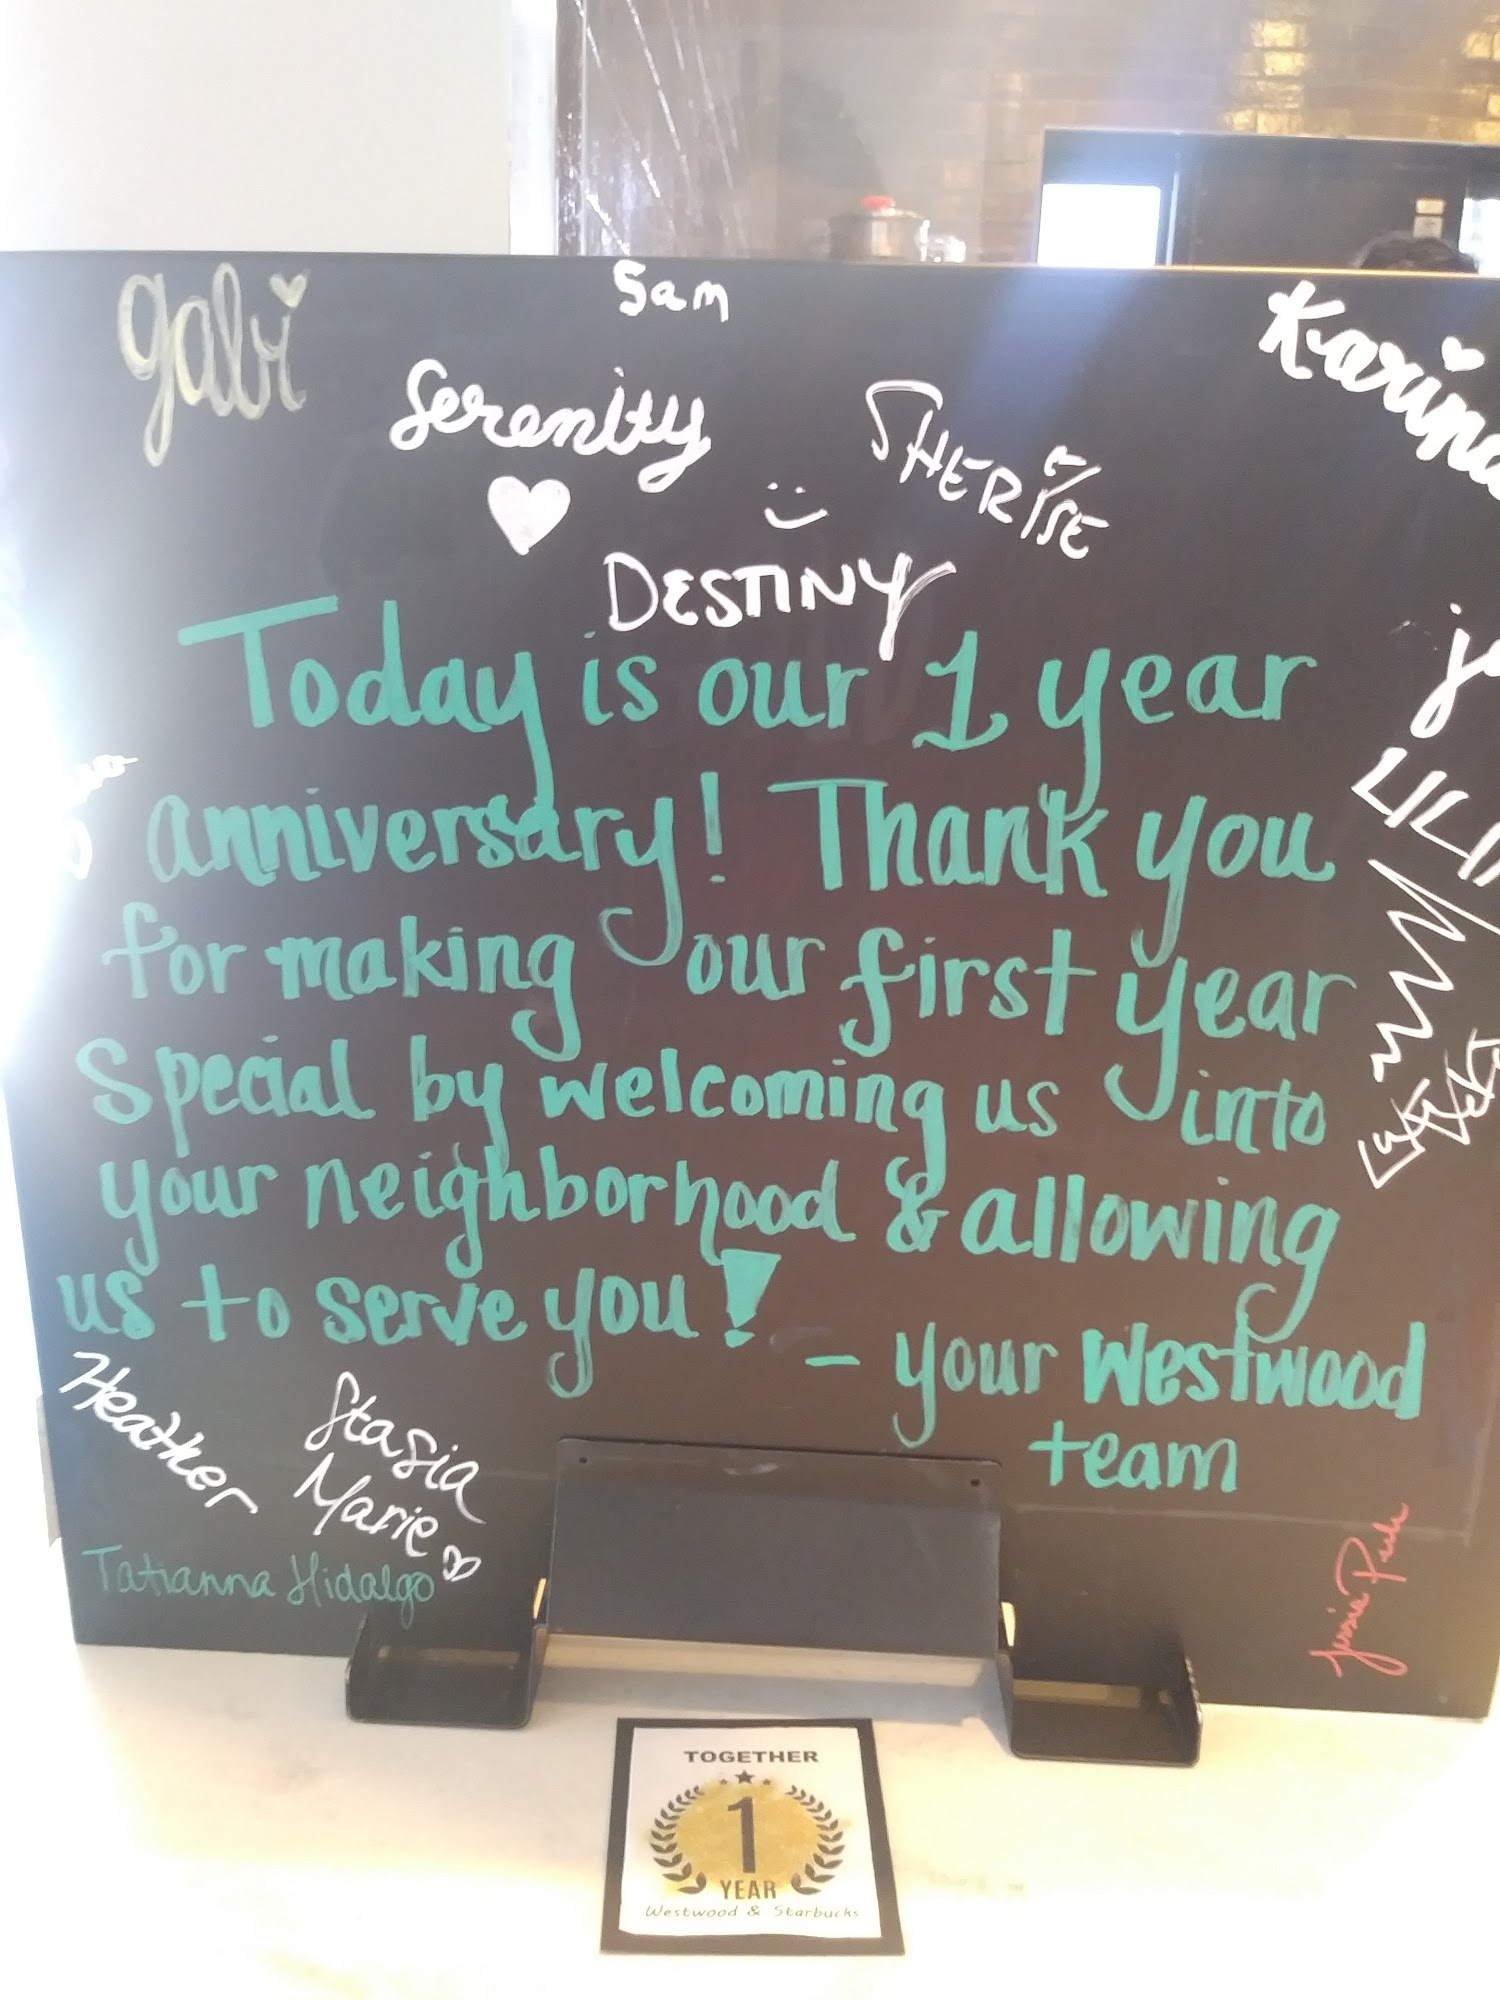 gabi
Sam
Karina
Serenity
SHERISE
DESTINY
Today is our 1 year
anniversary! Thank you
for making our first year
special by welcoming us into
your neighborhood & allowing
us to serve you!
- your Westwood
team
Heather
Stasia
Marie
Tatianna Hidalgo
TOGETHER
1
YEAR
Westwood & Starbucks